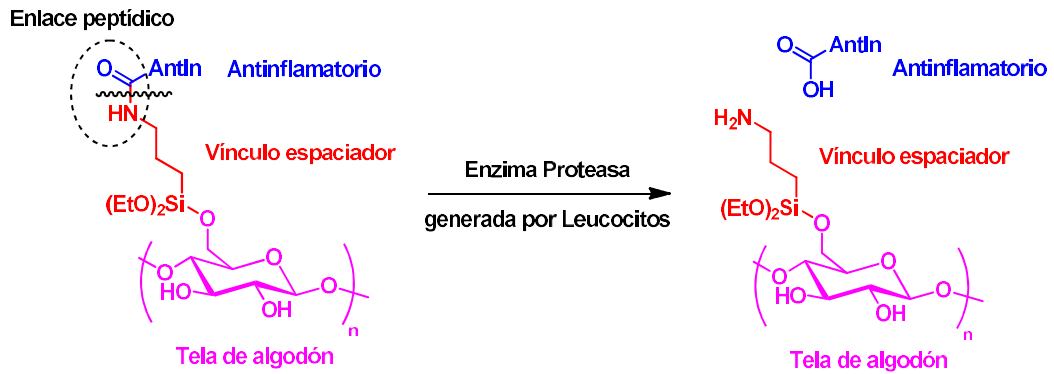 Enlace peptídico
O
AntIn
Antinflamatorio
HN
Vínculo espaciador
(EtO)2Si
O
O
O
HO
OH
O
n
Tela de algodón
Enzima Proteasa
generada por Leucocitos
O
AntIn
Antinflamatorio
OH
H2N
Vínculo espaciador
(EtO)2Si
O
O
O
HO
OH
O
n
Tela de algodón